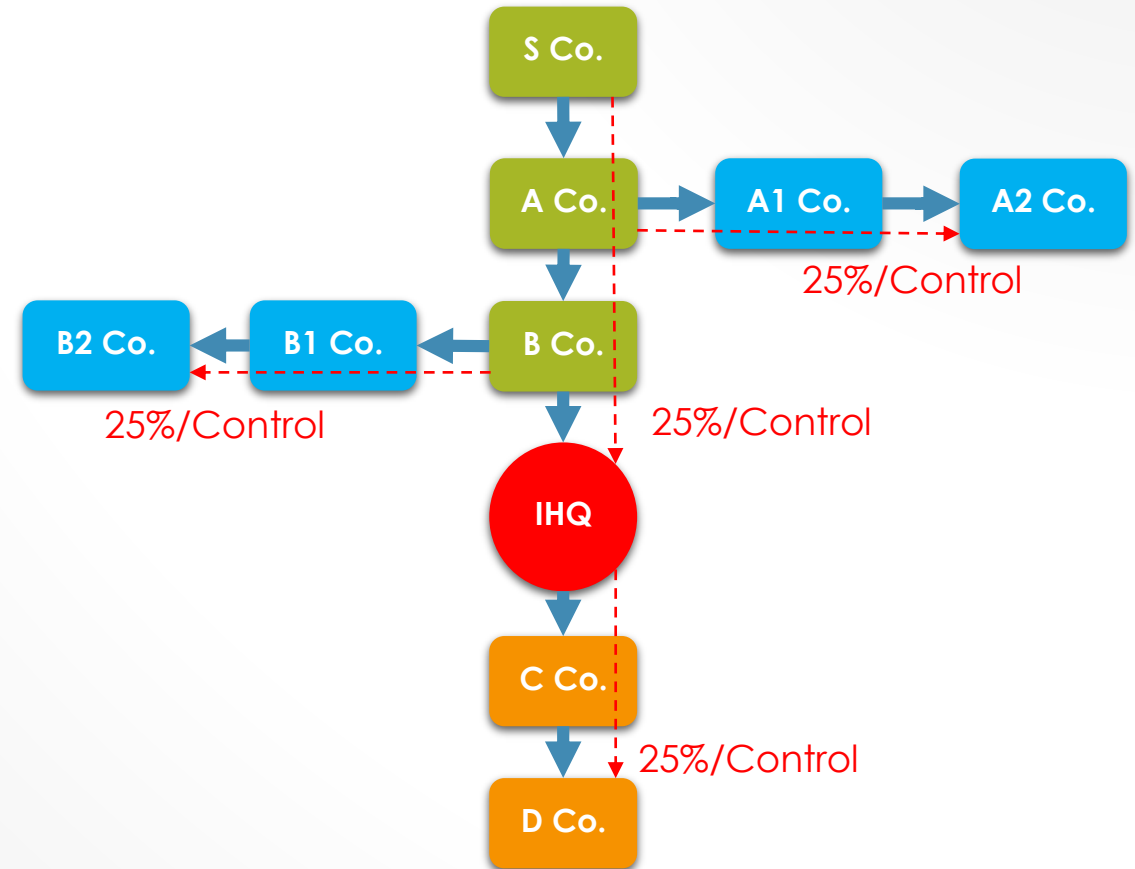 S Co.
A Co.
A1 Co.
A2 Co.
25%/Control
B2 Co.
B1 Co.
B Co.
25%/Control
25%/Control
IHQ
C Co.
25%/Control
D Co.